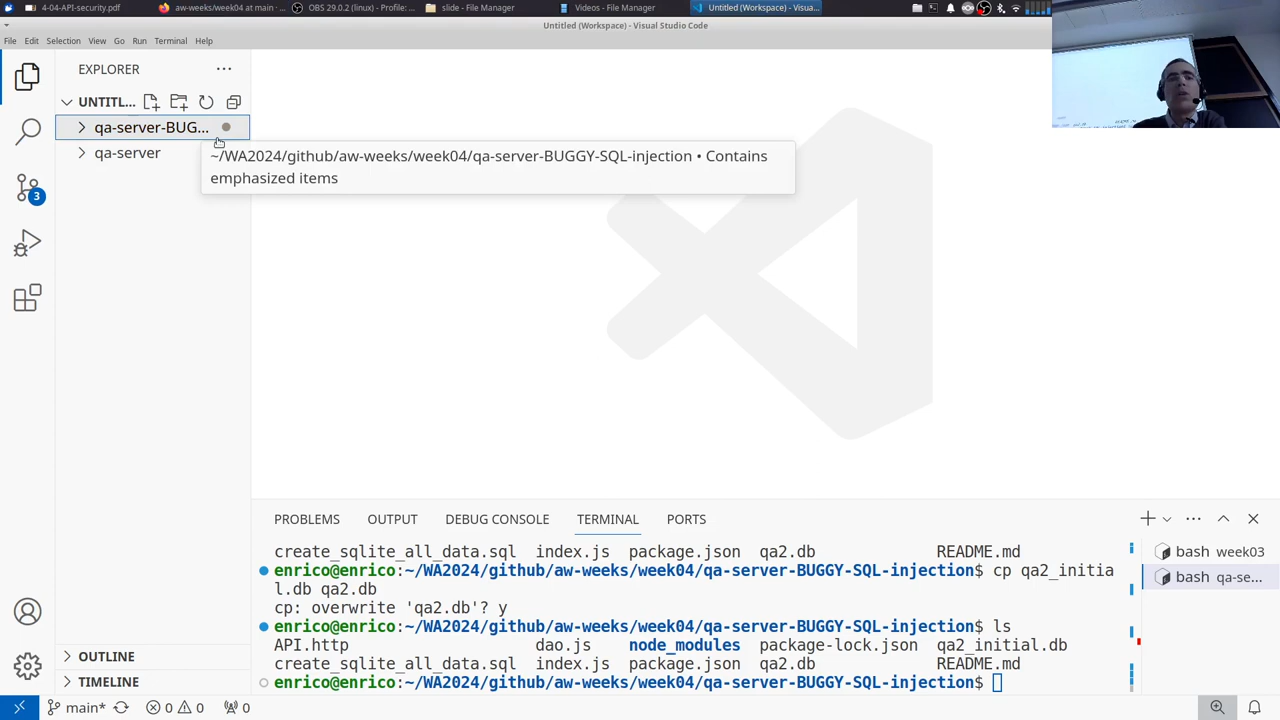 4-04-API-security.pdf
aw-weeks/week04 at main · ...
OBS 29.0.2 (linux) - Profile: ...
slide - File Manager
Videos - File Manager
Untitled (Workspace) - Visua...
Untitled (Workspace) - Visual Studio Code
File Edit Selection View Go Run Terminal Help
EXPLORER
UNTITL...
qa-server-BUG...
qa-server
~/WA2024/github/aw-weeks/week04/qa-server-BUGGY-SQL-injection • Contains
emphasized items
3
PROBLEMS OUTPUT DEBUG CONSOLE TERMINAL PORTS
create_sqlite_all_data.sql index.js package.json qa2.db README.md
enrico@enrico:~/WA2024/github/aw-weeks/week04/qa-server-BUGGY-SQL-injection$ cp qa2_initia
l.db qa2.db
cp: overwrite 'qa2.db'? y
enrico@enrico:~/WA2024/github/aw-weeks/week04/qa-server-BUGGY-SQL-injection$ ls
API.http dao.js node_modules package-lock.json qa2_initial.db
create_sqlite_all_data.sql index.js package.json qa2.db README.md
enrico@enrico:~/WA2024/github/aw-weeks/week04/qa-server-BUGGY-SQL-injection$
bash week03
bash qa-se...
OUTLINE
TIMELINE
main* 0 0 0